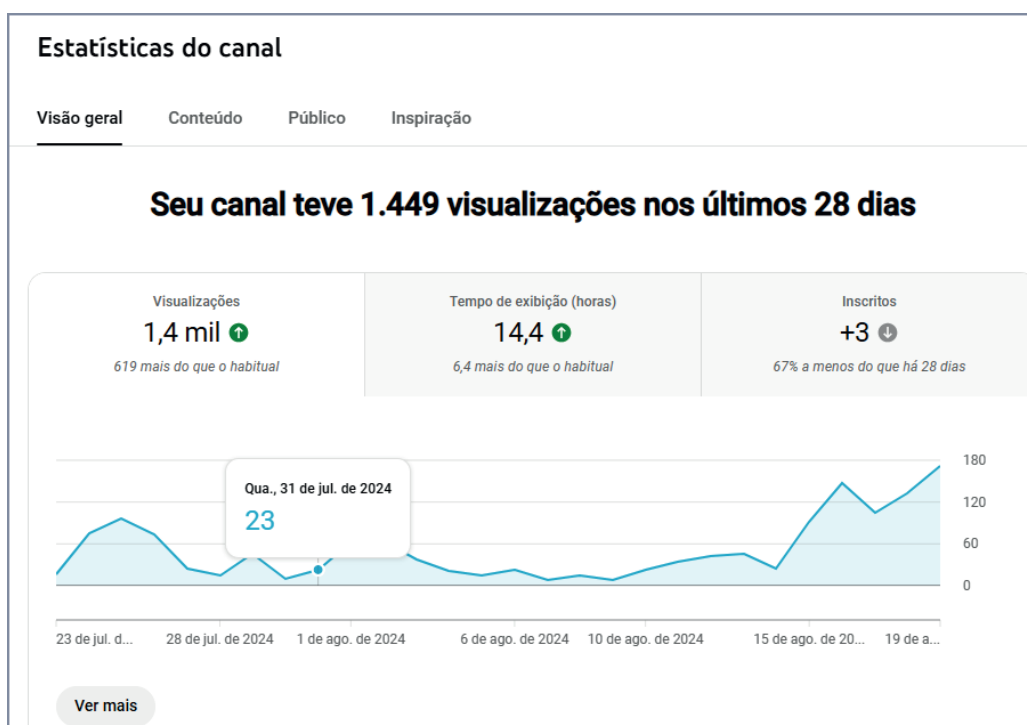 Estatísticas do canal
Visão geral Conteúdo Público Inspiração
Seu canal teve 1.449 visualizações nos últimos 28 dias
Visualizações
1,4 mil
619 mais do que o habitual
Tempo de exibição (horas)
14,4
6,4 mais do que o habitual
Inscritos
+3
67% a menos do que há 28 dias
180
120
60
0
Qua., 31 de jul. de 2024
23
23 de jul. d... 28 de jul. de 2024 1 de ago. de 2024 6 de ago. de 2024 10 de ago. de 2024 15 de ago. de 20... 19 de a...
Ver mais